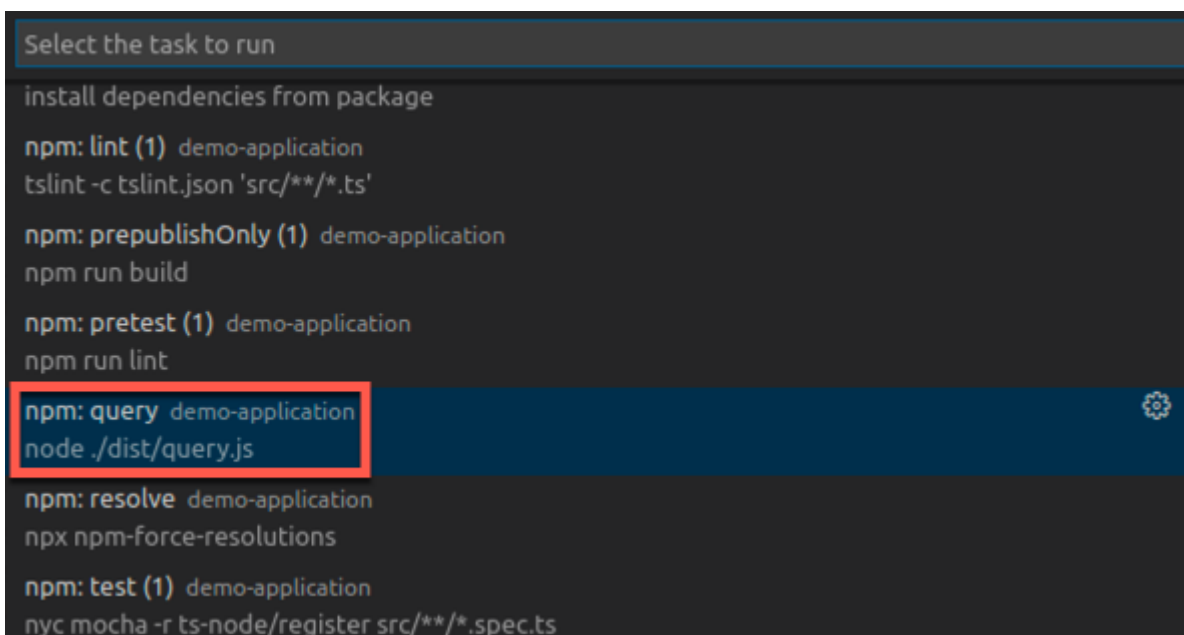 Select the task to run
install dependencies from package
npm: lint (1) demo-application
tslint -c tslint.json 'src/**/*.ts'
npm: prepublishOnly (1) demo-application
npm run build
npm: pretest (1) demo-application
npm run lint
npm: query demo-application
node ./dist/query.js
npm: resolve demo-application
npx npm-force-resolutions
npm: test (1) demo-application
nyc mocha -r ts-node/register src/**/*.spec.ts